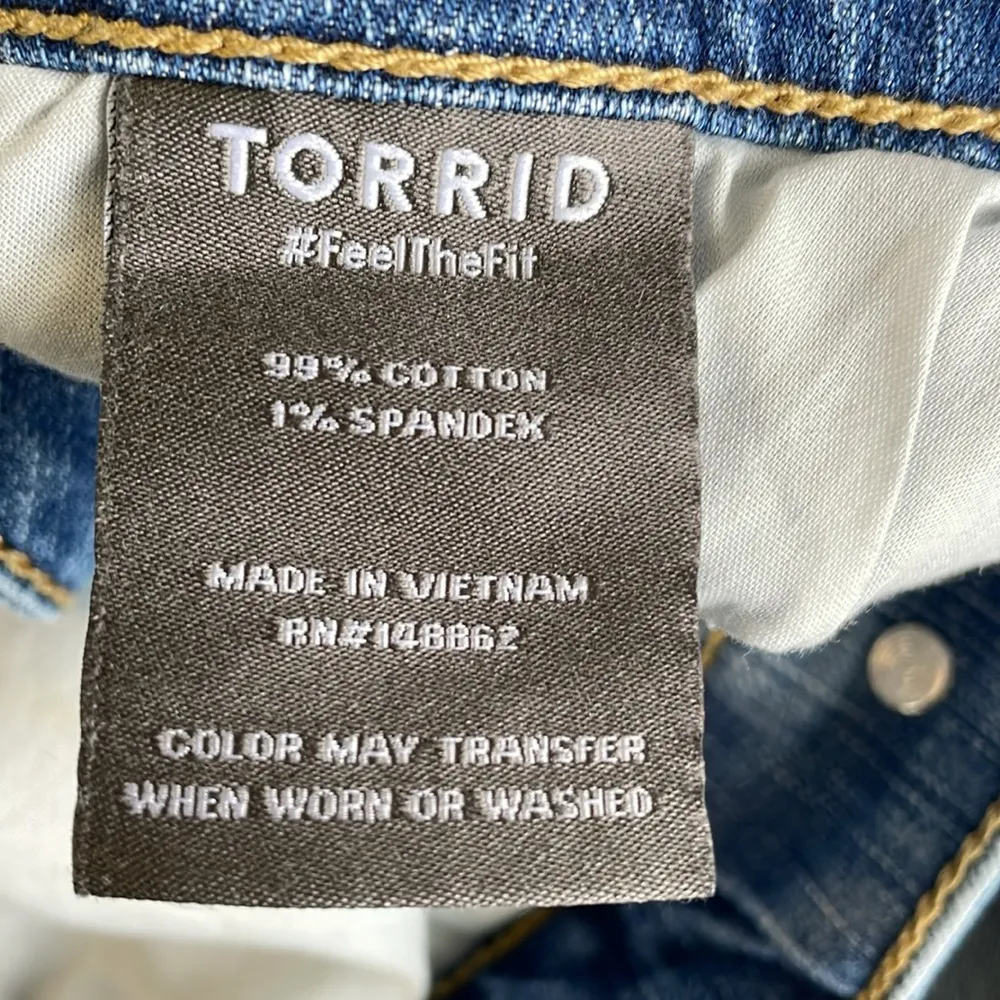 TORRID
#FeelTheFit
99% COTTON
1% SPANDEX
MADE IN VIETNAM
RN#148862
COLOR MAY TRANSFER
WHEN WORN OR WASHED